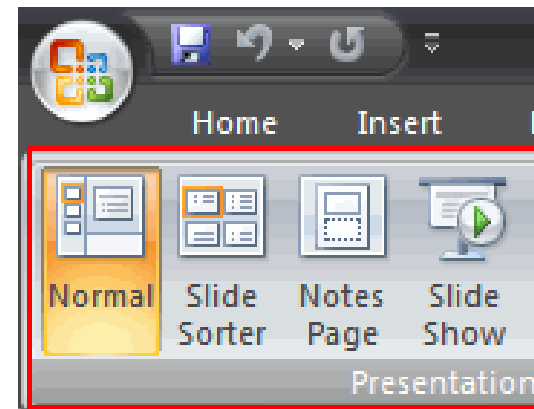 Home Insert
Normal Slide Sorter Notes Page Slide Show
Presentation